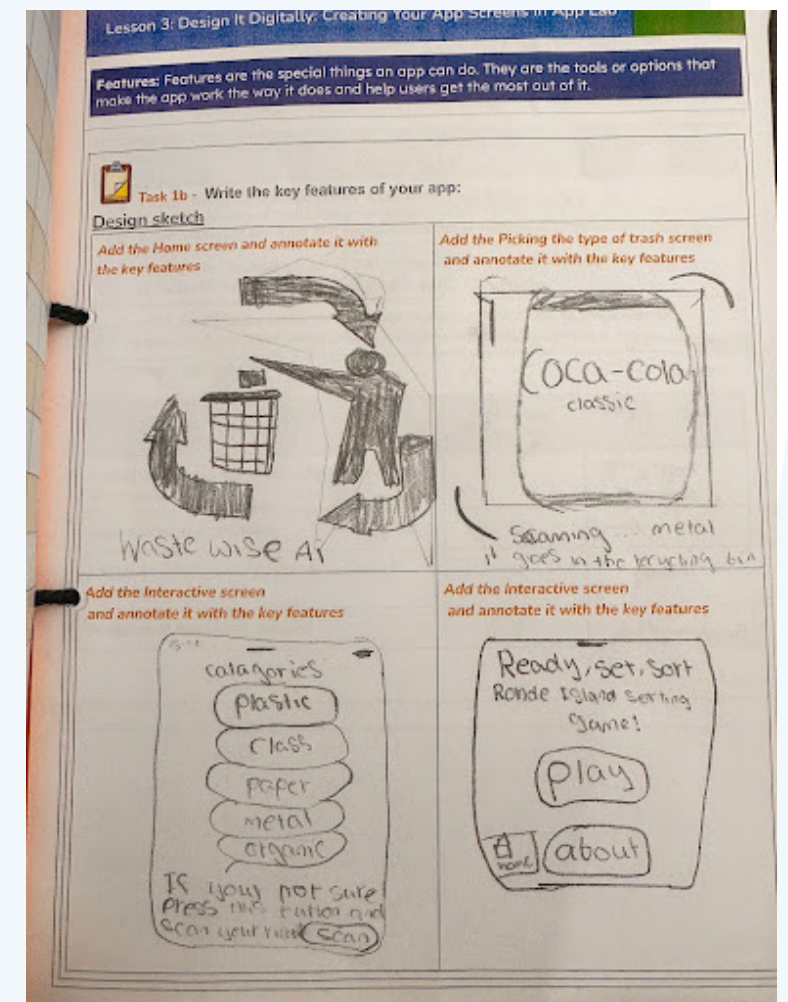 Lesson 3: Design It Digitally: Creating Your App Screens in App Lab
Features: Features are the special things an app can do. They are the tools or options that
make the app work the way it does and help users get the most out of it.
Task 1b - Write the key features of your app:
Design sketch
Add the Home screen and annotate it with
the key features
Waste wise AI
Add the Picking the type of trash screen
and annotate it with the key features
Coca-cola
classic
Scanning... metal
it goes in the recycling bin
Add the Interactive screen
and annotate it with the key features
catagories
plastic
Class
paper
metal
organic
If your not sure
press this button and
scan your
scan
Add the Interactive screen
and annotate it with the key features
Ready, set, sort
Ronde Island Sorting
game!
play
about
home